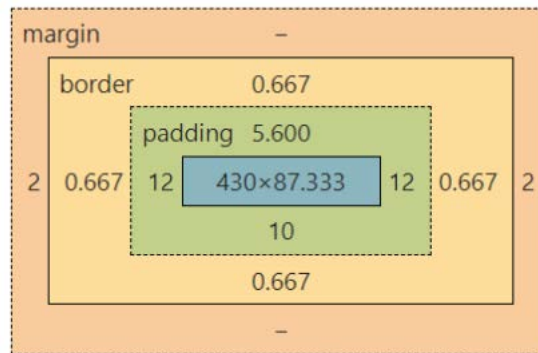 margin –
border 0.667
padding 5.600
2 0.667 12 430×87.333 12 0.667 2
10
0.667
–